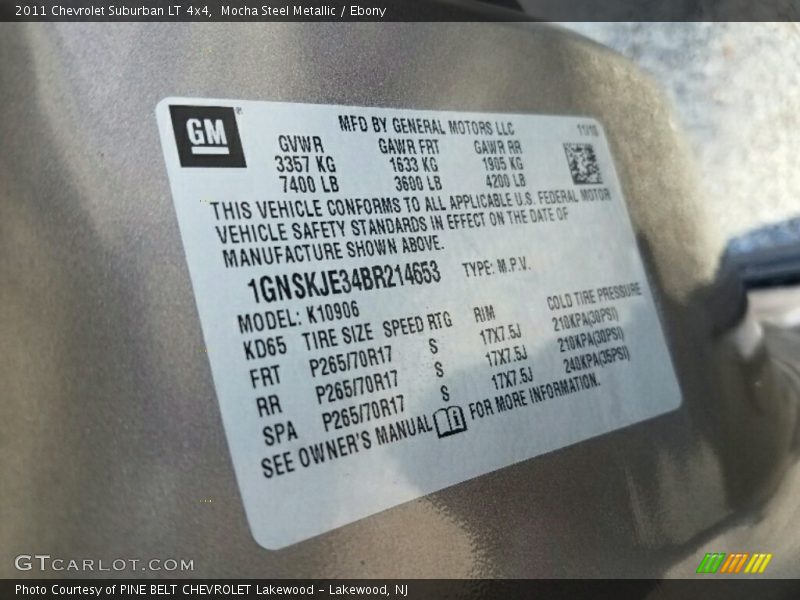 2011 Chevrolet Suburban LT 4x4, Mocha Steel Metallic / Ebony
GM
MFD BY GENERAL MOTORS LLC 11/10
GVWR GAWR FRT GAWR RR
3357 KG 1633 KG 1905 KG
7400 LB 3600 LB 4200 LB
THIS VEHICLE CONFORMS TO ALL APPLICABLE U.S. FEDERAL MOTOR
VEHICLE SAFETY STANDARDS IN EFFECT ON THE DATE OF
MANUFACTURE SHOWN ABOVE.
1GNSKJE34BR214653 TYPE: M.P.V.
MODEL: K10906
KD65 TIRE SIZE SPEED RTG RIM COLD TIRE PRESSURE
FRT P265/70R17 S 17X7.5J 210KPA(30PSI)
RR P265/70R17 S 17X7.5J 210KPA(30PSI)
SPA P265/70R17 S 17X7.5J 240KPA(35PSI)
SEE OWNER'S MANUAL FOR MORE INFORMATION.
GTCARLOT.COM
Photo Courtesy of PINE BELT CHEVROLET Lakewood - Lakewood, NJ